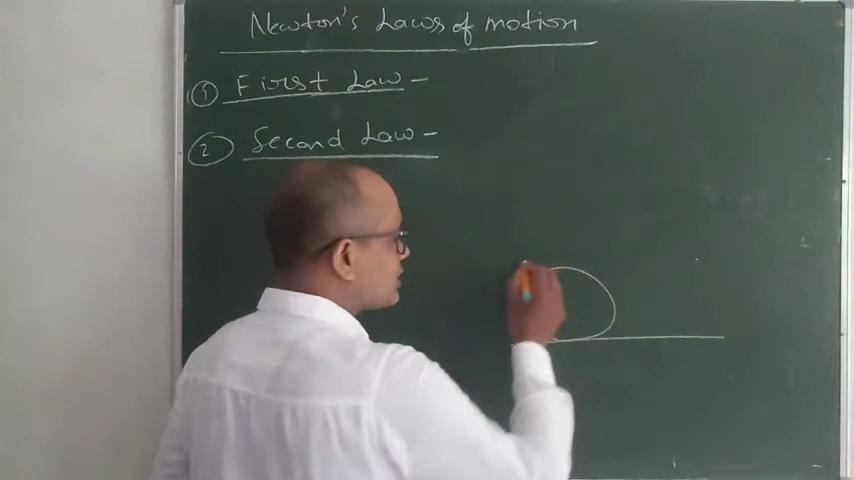 Newton's Laws of motion
① First Law -
② Second Law -